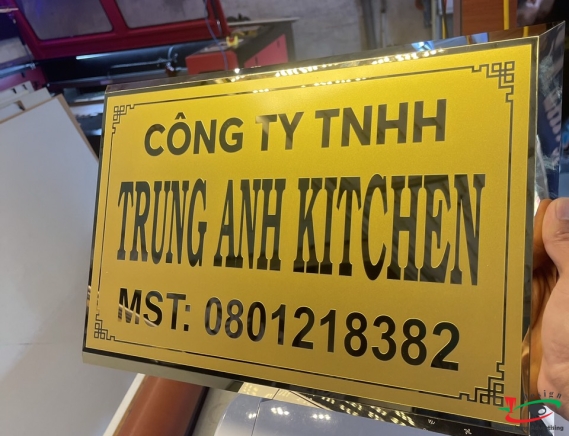 CÔNG TY TNHH
TRUNG ANH KITCHEN
MST: 0801218382